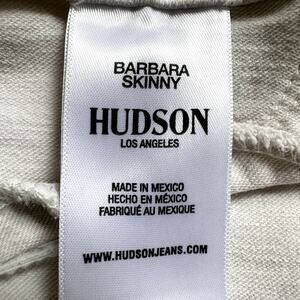 BARBARA
SKINNY
HUDSON
LOS ANGELES
MADE IN MEXICO
HECHO EN MÉXICO
FABRIQUÉ AU MEXIQUE
WWW.HUDSONJEANS.COM